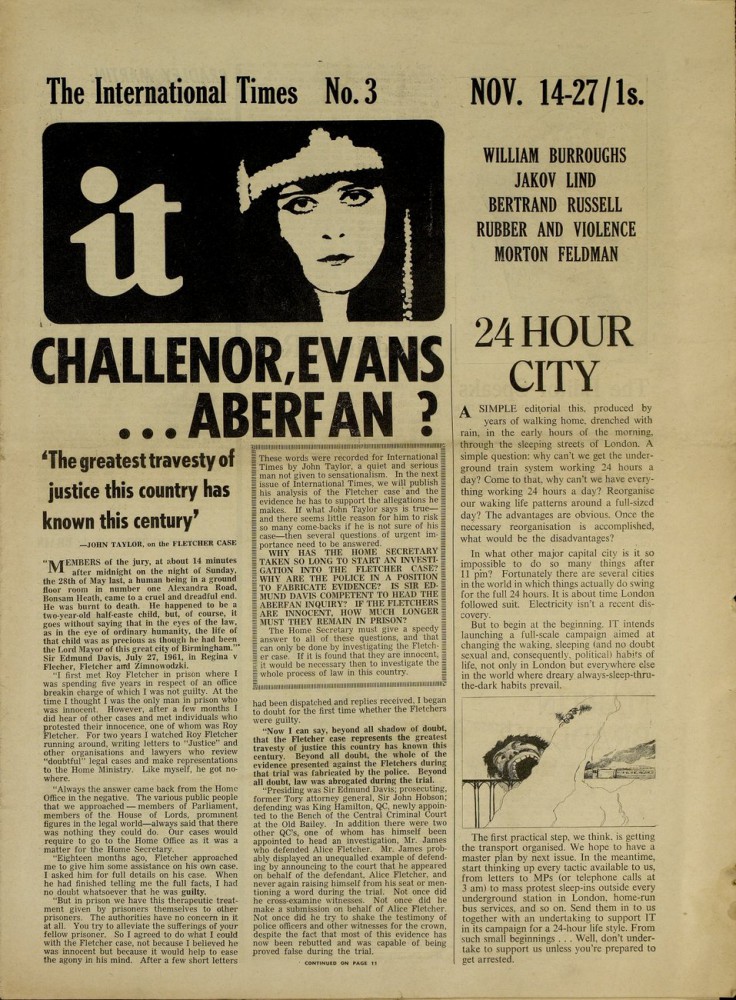 The International Times No. 3
NOV. 14-27/1s.
it
WILLIAM BURROUGHS
JAKOV LIND
BERTRAND RUSSELL
RUBBER AND VIOLENCE
MORTON FELDMAN
CHALLENOR, EVANS
... ABERFAN ?
'The greatest travesty of
justice this country has
known this century'
—JOHN TAYLOR, on the FLETCHER CASE
"MEMBERS of the jury, at about 14 minutes
after midnight on the night of Sunday,
the 28th of May last, a human being in a ground
floor room in number one Alexandra Road,
Bonsam Heath, came to a cruel and dreadful end.
He was burnt to death. He happened to be a
two-year-old half-caste child, but, of course, it
goes without saying that in the eyes of the law,
as in the eye of ordinary humanity, the life of
that child was as precious as though he had been
the Lord Mayor of this great city of Birmingham.'"
Sir Edmund Davis, July 27, 1961, in Regina v
Flecher, Fletcher and Zinnowodzki.
"I first met Roy Fletcher in prison where I
was spending five years in respect of an office
breakin charge of which I was not guilty. At the
time I thought I was the only man in prison who
was innocent. However, after a few months I
did hear of other cases and met individuals who
protested their innocence, one of whom was Roy
Fletcher. For two years I watched Roy Fletcher
running around, writing letters to "Justice" and
other organisations and lawyers who review
"doubtful" legal cases and make representations
to the Home Ministry. Like myself, he got no-
where.
"Always the answer came back from the Home
Office in the negative. The various public people
that we approached — members of Parliament,
members of the House of Lords, prominent
figures in the legal world—always said that there
was nothing they could do. Our cases would
require to go to the Home Office as it was a
matter for the Home Secretary.
"Eighteen months ago, Fletcher approached
me to give him some assistance on his own case.
I asked him for full details on his case. When
he had finished telling me the full facts, I had
no doubt whatsoever that he was guilty.
"But in prison we have this therapeutic treat-
ment given by prisoners themselves to other
prisoners. The authorities have no concern in it
at all. You try to alleviate the sufferings of your
fellow prisoner. So I agreed to do what I could
with the Fletcher case, not because I believed he
was innocent but because it would help to ease
the agony in his mind. After a few short letters
These words were recorded for International
Times by John Taylor, a quiet and serious
man not given to sensationalism. In the next
issue of International Times, we will publish
his analysis of the Fletcher case and the
evidence he has to support the allegations he
makes. If what John Taylor says is true—
and there seems little reason for him to risk
so many come-backs if he is not sure of his
case—then several questions of urgent im-
portance need to be answered.
WHY HAS THE HOME SECRETARY
TAKEN SO LONG TO START AN INVESTI-
GATION INTO THE FLETCHER CASE?
WHY ARE THE POLICE IN A POSITION
TO FABRICATE EVIDENCE? IS SIR ED-
MUND DAVIS COMPETENT TO HEAD THE
ABERFAN INQUIRY? IF THE FLETCHERS
ARE INNOCENT, HOW MUCH LONGER
MUST THEY REMAIN IN PRISON?
The Home Secretary must give a speedy
answer to all of these questions, and that
can only be done by investigating the Fletch-
er case. If it is found that they are innocent,
it would be necessary then to investigate the
whole process of law in this country.
had been dispatched and replies received, I began
to doubt for the first time whether the Fletchers
were guilty.
"Now I can say, beyond all shadow of doubt,
that the Fletcher case represents the greatest
travesty of justice this country has known this
century. Beyond all doubt, the whole of the
evidence presented against the Fletchers during
that trial was fabricated by the police. Beyond
all doubt, law was abrogated during the trial.
"Presiding was Sir Edmund Davis; prosecuting,
former Tory attorney general, Sir John Hobson;
defending was King Hamilton, QC, newly appoin-
ted to the Bench of the Central Criminal Court
at the Old Bailey. In addition there were two
other QC's, one of whom has himself been
appointed to head an investigation, Mr. James
who defended Alice Fletcher. Mr. James prob-
ably displayed an unequalled example of defend-
ing by announcing to the court that he appeared
on behalf of the defendant, Alice Fletcher, and
never again raising himself from his seat or men-
tioning a word during the trial. Not once did
he cross-examine witnesses. Not once did he
make a submission on behalf of Alice Fletcher.
Not once did he try to shake the testimony of
police officers and other witnesses for the crown,
despite the fact that most of this evidence has
now been rebutted and was capable of being
proved false during the trial.
CONTINUED ON PAGE 11
24 HOUR
CITY
A SIMPLE editorial this, produced by
years of walking home, drenched with
rain, in the early hours of the morning,
through the sleeping streets of London. A
simple question: why can't we get the under-
ground train system working 24 hours a
day? Come to that, why can't we have every-
thing working 24 hours a day? Reorganise
our waking life patterns around a full-sized
day? The advantages are obvious. Once the
necessary reorganisation is accomplished,
what would be the disadvantages?
In what other major capital city is it so
impossible to do so many things after
11 pm? Fortunately there are several cities
in the world in which things actually do swing
for the full 24 hours. It is about time London
followed suit. Electricity isn't a recent dis-
covery.
But to begin at the beginning. IT intends
launching a full-scale campaign aimed at
changing the waking, sleeping (and no doubt
sexual and, consequently, political) habits of
life, not only in London but everywhere else
in the world where dreary always-sleep-thru-
the-dark habits prevail.
The first practical step, we think, is getting
the transport organised. We hope to have a
master plan by next issue. In the meantime,
start thinking up every tactic available to us,
from letters to MPs (or telephone calls at
3 am) to mass protest sleep-ins outside every
underground station in London, home-run
bus services, and so on. Send them in to us
together with an undertaking to support IT
in its campaign for a 24-hour life style. From
such small beginnings . . . Well, don't under-
take to support us unless you're prepared to
get arrested.